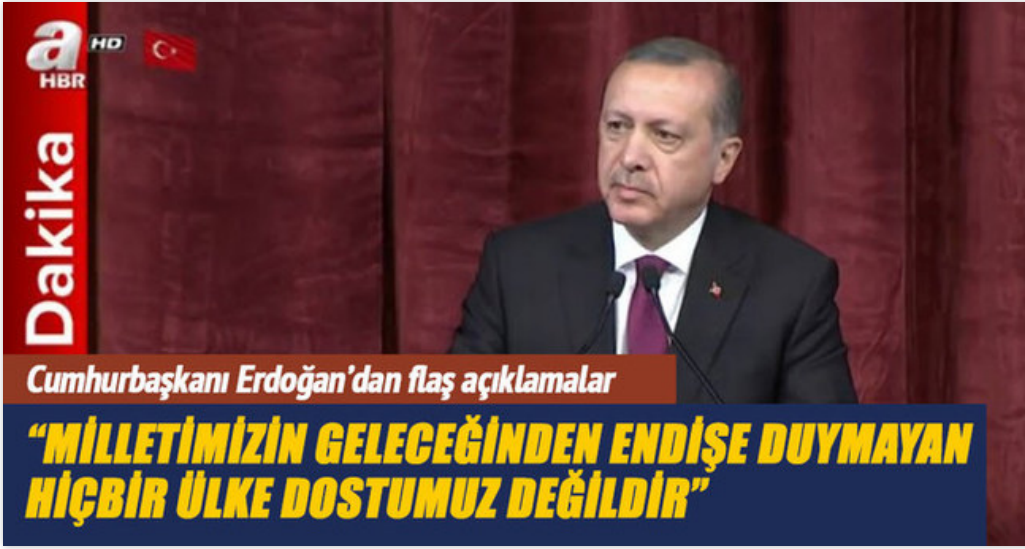 a HD
HBR
Dakika
Cumhurbaşkanı Erdoğan'dan flaş açıklamalar
“MİLLETİMİZİN GELECEĞİNDEN ENDİŞE DUYMAYAN
HİÇBİR ÜLKE DOSTUMUZ DEĞİLDİR”